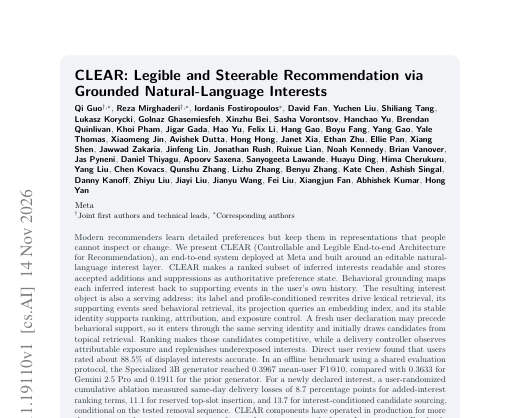 CLEAR: Legible and Steerable Recommendation via
Grounded Natural-Language Interests
Qi Guo†,*, Reza Mirghaderi†,*, Iordanis Fostiropoulos*, David Fan, Yuchen Liu, Shiliang Tang,
Lukasz Korycki, Golnaz Ghasemiesfeh, Xinzhu Bei, Sasha Vorontsov, Hanchao Yu, Brendan
Quinlivan, Khoi Pham, Jigar Gada, Hao Yu, Felix Li, Hang Gao, Boyu Fang, Yang Gao, Yale
Thomas, Xiaomeng Jin, Avishek Dutta, Hong Hong, Janet Xia, Ethan Zhu, Ellie Pan, Xiang
Shen, Jawwad Zakaria, Jinfeng Lin, Jonathan Rush, Ruixue Lian, Noah Kennedy, Brian Vanover,
Jas Pyneni, Daniel Thiyagu, Apoorv Saxena, Sanyogeeta Lawande, Huayu Ding, Hima Cherukuru,
Yang Liu, Chen Kovacs, Qunshu Zhang, Lizhu Zhang, Benyu Zhang, Kate Chen, Ashish Singal,
Danny Kanoff, Zhiyu Liu, Jiayi Liu, Jianyu Wang, Fei Liu, Xiangjun Fan, Abhishek Kumar, Hong
Yan
Meta
†Joint first authors and technical leads, *Corresponding authors
Modern recommenders learn detailed preferences but keep them in representations that people
cannot inspect or change. We present CLEAR (Controllable and Legible End-to-end Architecture
for Recommendation), an end-to-end system deployed at Meta and built around an editable natural-
language interest layer. CLEAR makes a ranked subset of inferred interests readable and stores
accepted additions and suppressions as authoritative preference state. Behavioral grounding maps
each inferred interest back to supporting events in the user's own history. The resulting interest
object is also a serving address: its label and profile-conditioned rewrites drive lexical retrieval, its
supporting events seed behavioral retrieval, its projection queries an embedding index, and its stable
identity supports ranking, attribution, and exposure control. A fresh user declaration may precede
behavioral support, so it enters through the same serving identity and initially draws candidates from
topical retrieval. Ranking makes those candidates competitive, while a delivery controller observes
attributable exposure and replenishes underexposed interests. Direct user review found that users
rated about 88.5% of displayed interests accurate. In an offline benchmark using a shared evaluation
protocol, the Specialized 3B generator reached 0.3967 mean-user F1@10, compared with 0.3633 for
Gemini 2.5 Pro and 0.1911 for the prior generator. For a newly declared interest, a user-randomized
cumulative ablation measured same-day delivery losses of 8.7 percentage points for added-interest
ranking terms, 11.1 for reserved top-slot insertion, and 13.7 for interest-conditioned candidate sourcing,
conditional on the tested removal sequence. CLEAR components have operated in production for more
1.19110v1 [cs.AI] 14 Nov 2026